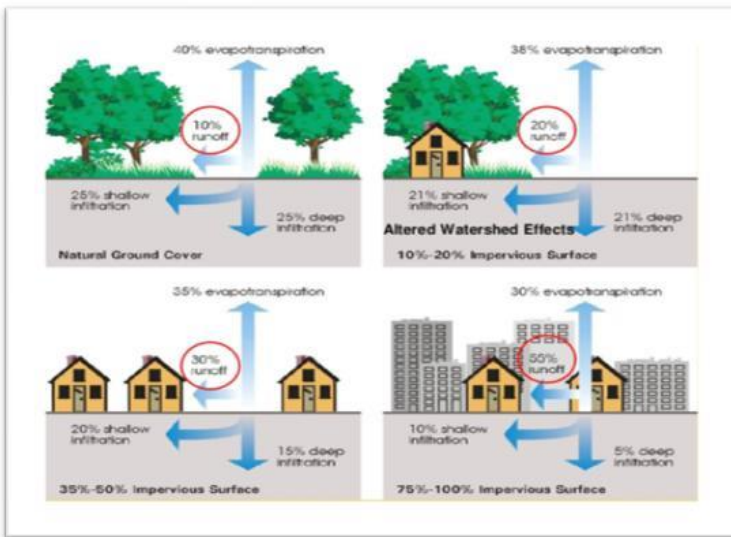 40% evapotranspiration
10%
runoff
25% shallow
infiltration
25% deep
infiltration
Natural Ground Cover
38% evapotranspiration
20%
runoff
21% shallow
infiltration
21% deep
infiltration
Altered Watershed Effects
10%-20% Impervious Surface
35% evapotranspiration
30%
runoff
20% shallow
infiltration
15% deep
infiltration
35%-50% Impervious Surface
30% evapotranspiration
55%
runoff
10% shallow
infiltration
5% deep
infiltration
75%-100% Impervious Surface